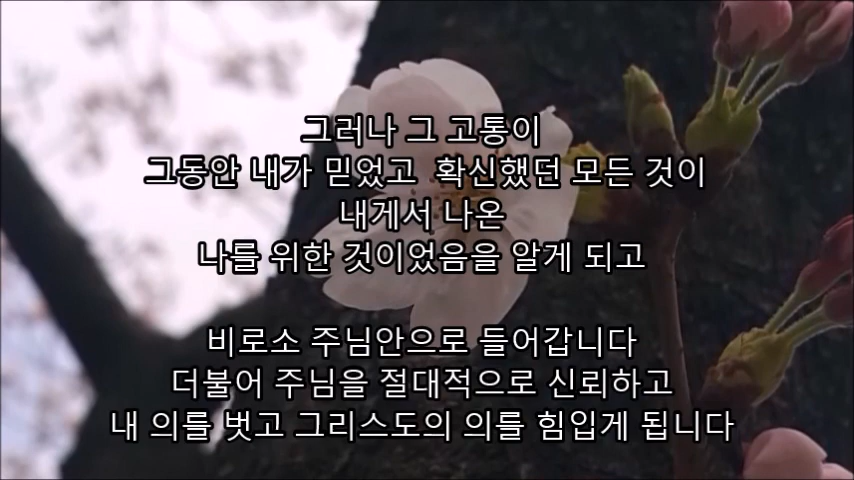 그러나 그 고통이
그동안 내가 믿었고 확신했던 모든 것이
내게서 나온
나를 위한 것이었음을 알게 되고
비로소 주님안으로 들어갑니다
더불어 주님을 절대적으로 신뢰하고
내 의를 벗고 그리스도의 의를 힘입게 됩니다